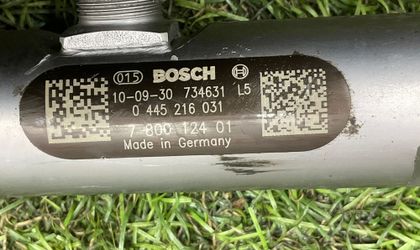 015 BOSCH
10-09-30 734631 L5
0 445 216 031
7 800 124 01
Made in Germany